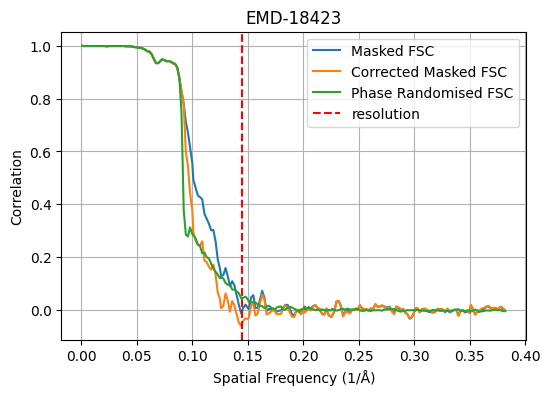 EMD-18423
Masked FSC
Corrected Masked FSC
Phase Randomised FSC
resolution
Correlation
1.0
0.8
0.6
0.4
0.2
0.0
0.00 0.05 0.10 0.15 0.20 0.25 0.30 0.35 0.40
Spatial Frequency (1/Å)